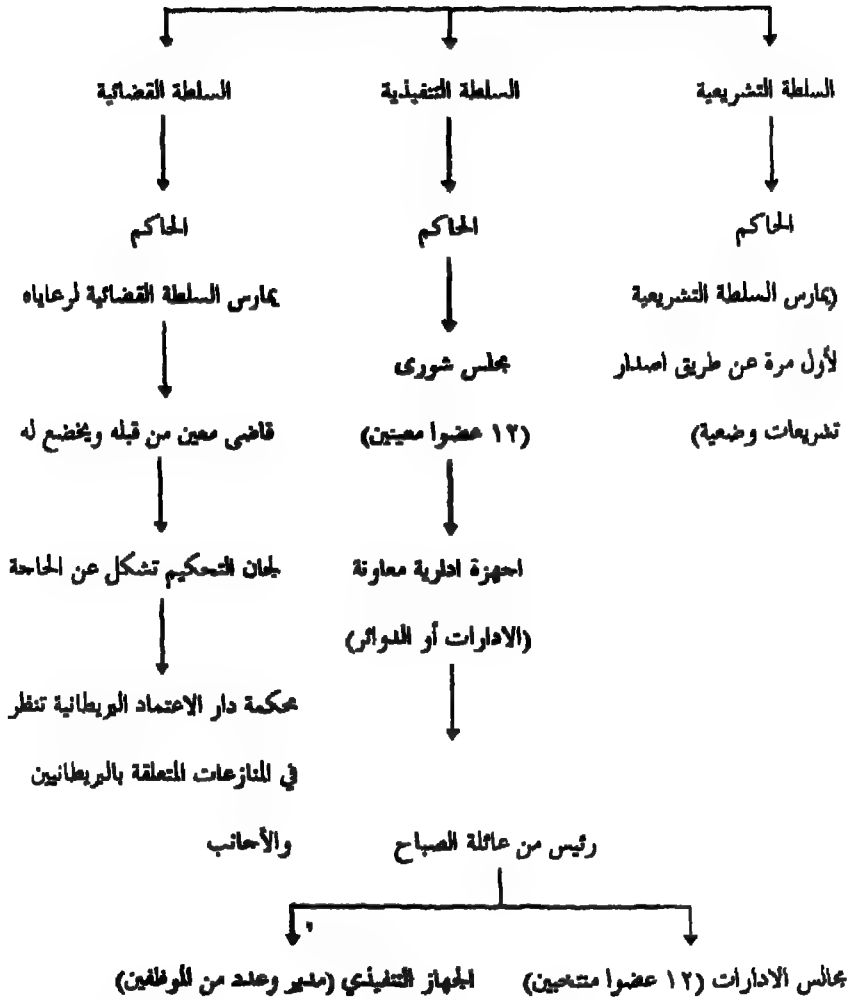 السلطة التشريعية
السلطة التنفيذية
السلطة القضائية
الحاكم
الحاكم
الحاكم
(يمارس السلطة التشريعية
لأول مرة عن طريق اصدار
تشريعات وضعية)
مجلس شورى
(١٢ عضوا معينين)
اجهزة ادارية معاونة
(الادارات أو الدوائر)
يمارس السلطة القضائية لرعاياه
قاضى معين من قبله ويخضع له
لجان التحكيم تشكل عن الحاجة
محكمة دار الاعتماد البريطانية تنظر
في المنازعات المتعلقة بالبريطانيين
والأجانب
رئيس من عائلة الصباح
مجالس الادارات (١٢ عضوا منتخبين)
الجهاز التنفيذي (مدير وعدد من الموظفين)